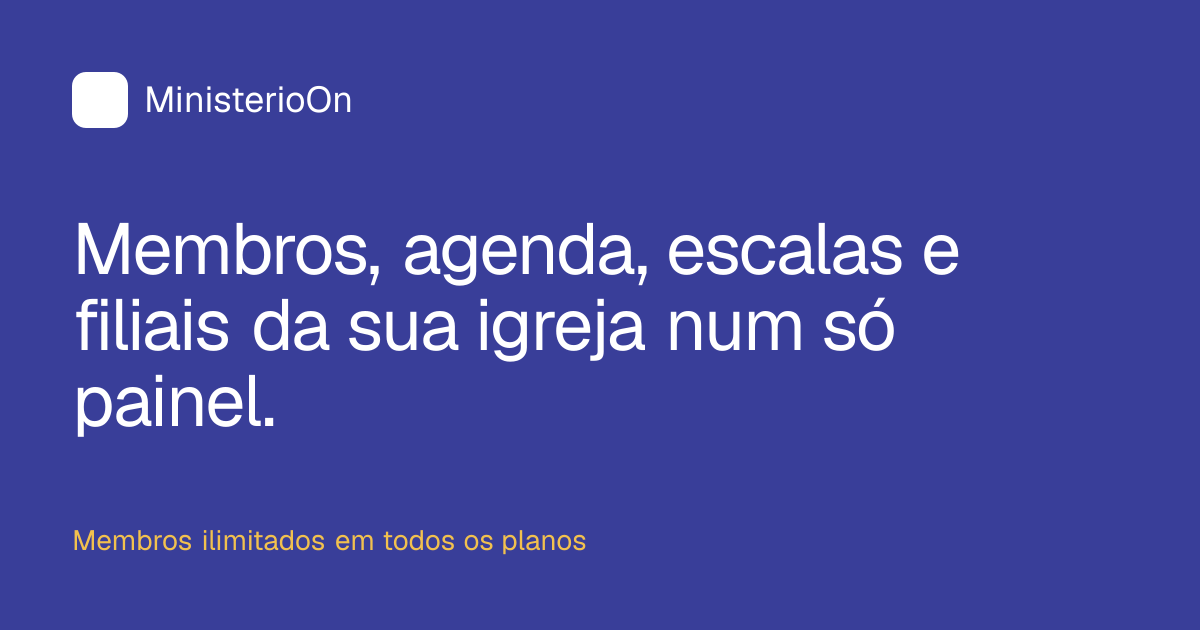 MinisterioOn
Membros, agenda, escalas e
filiais da sua igreja num só
painel.
Membros ilimitados em todos os planos